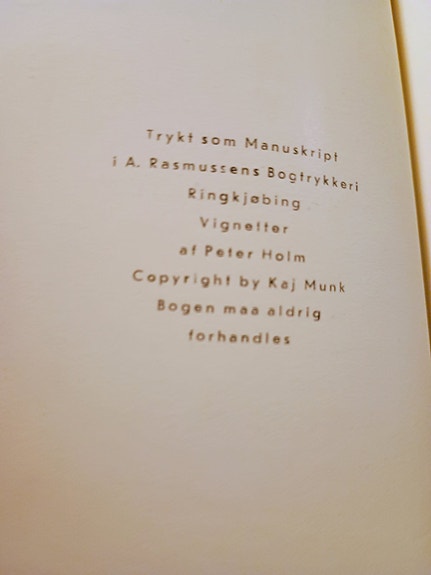 Trykt som Manuskript
i A. Rasmussens Bogtrykkeri
Ringkjøbing
Vignetter
af Peter Holm
Copyright by Kaj Munk
Bogen maa aldrig
forhandles